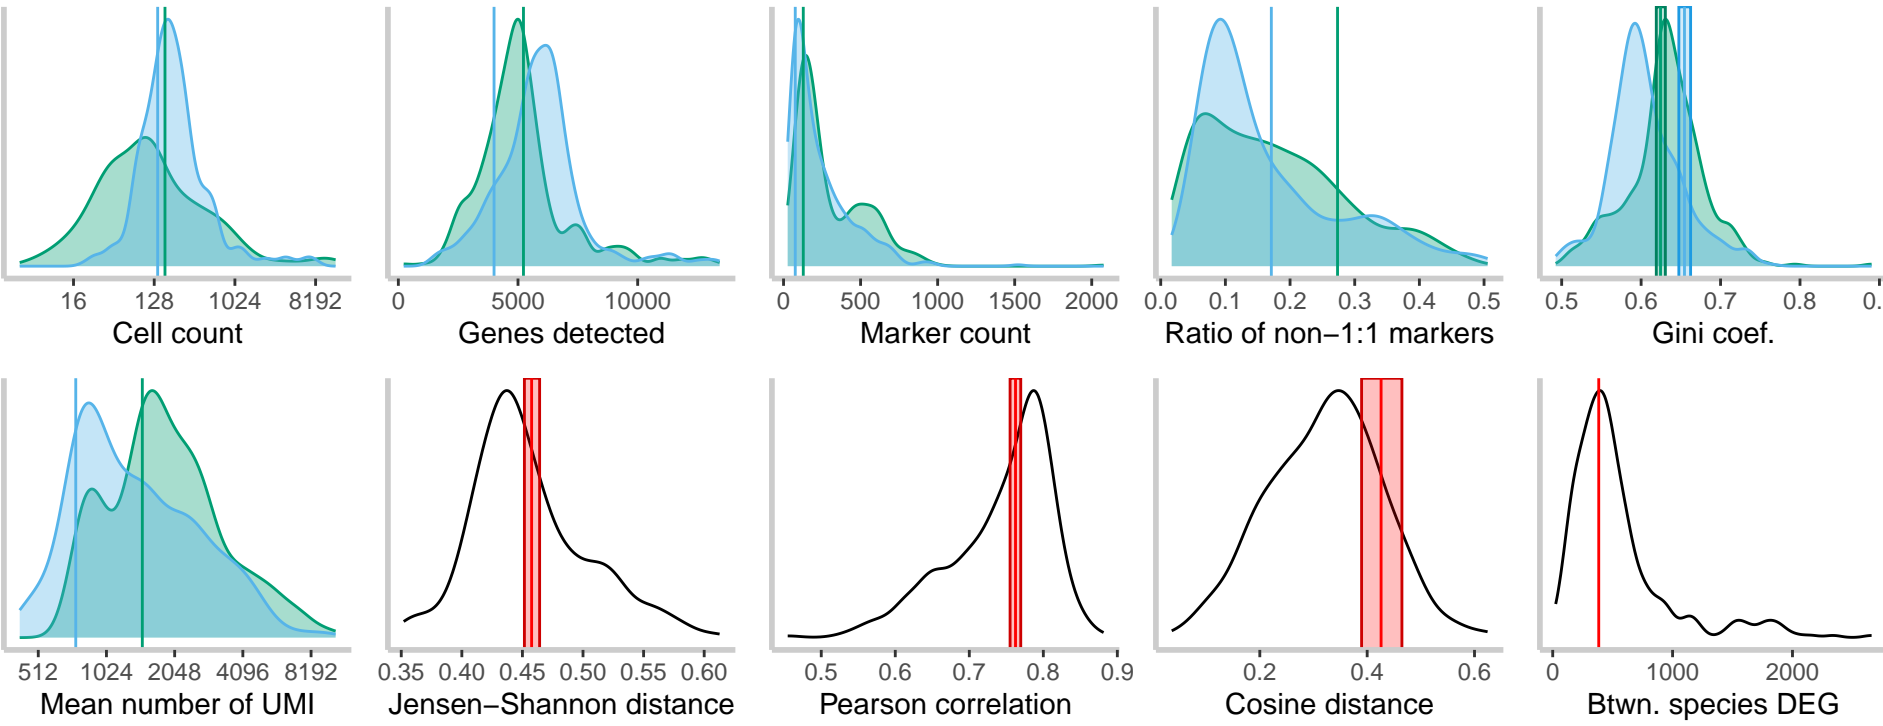 16 128 1024 8192
Cell count
0 5000 10000
Genes detected
0 500 1000 1500 2000
Marker count
0.0 0.1 0.2 0.3 0.4 0.5
Ratio of non−1:1 markers
0.5 0.6 0.7 0.8 0.
Gini coef.
512 1024 2048 4096 8192
Mean number of UMI
0.35 0.40 0.45 0.50 0.55 0.60
Jensen−Shannon distance
0.5 0.6 0.7 0.8 0.9
Pearson correlation
0.2 0.4 0.6
Cosine distance
0 1000 2000
Btwn. species DEG